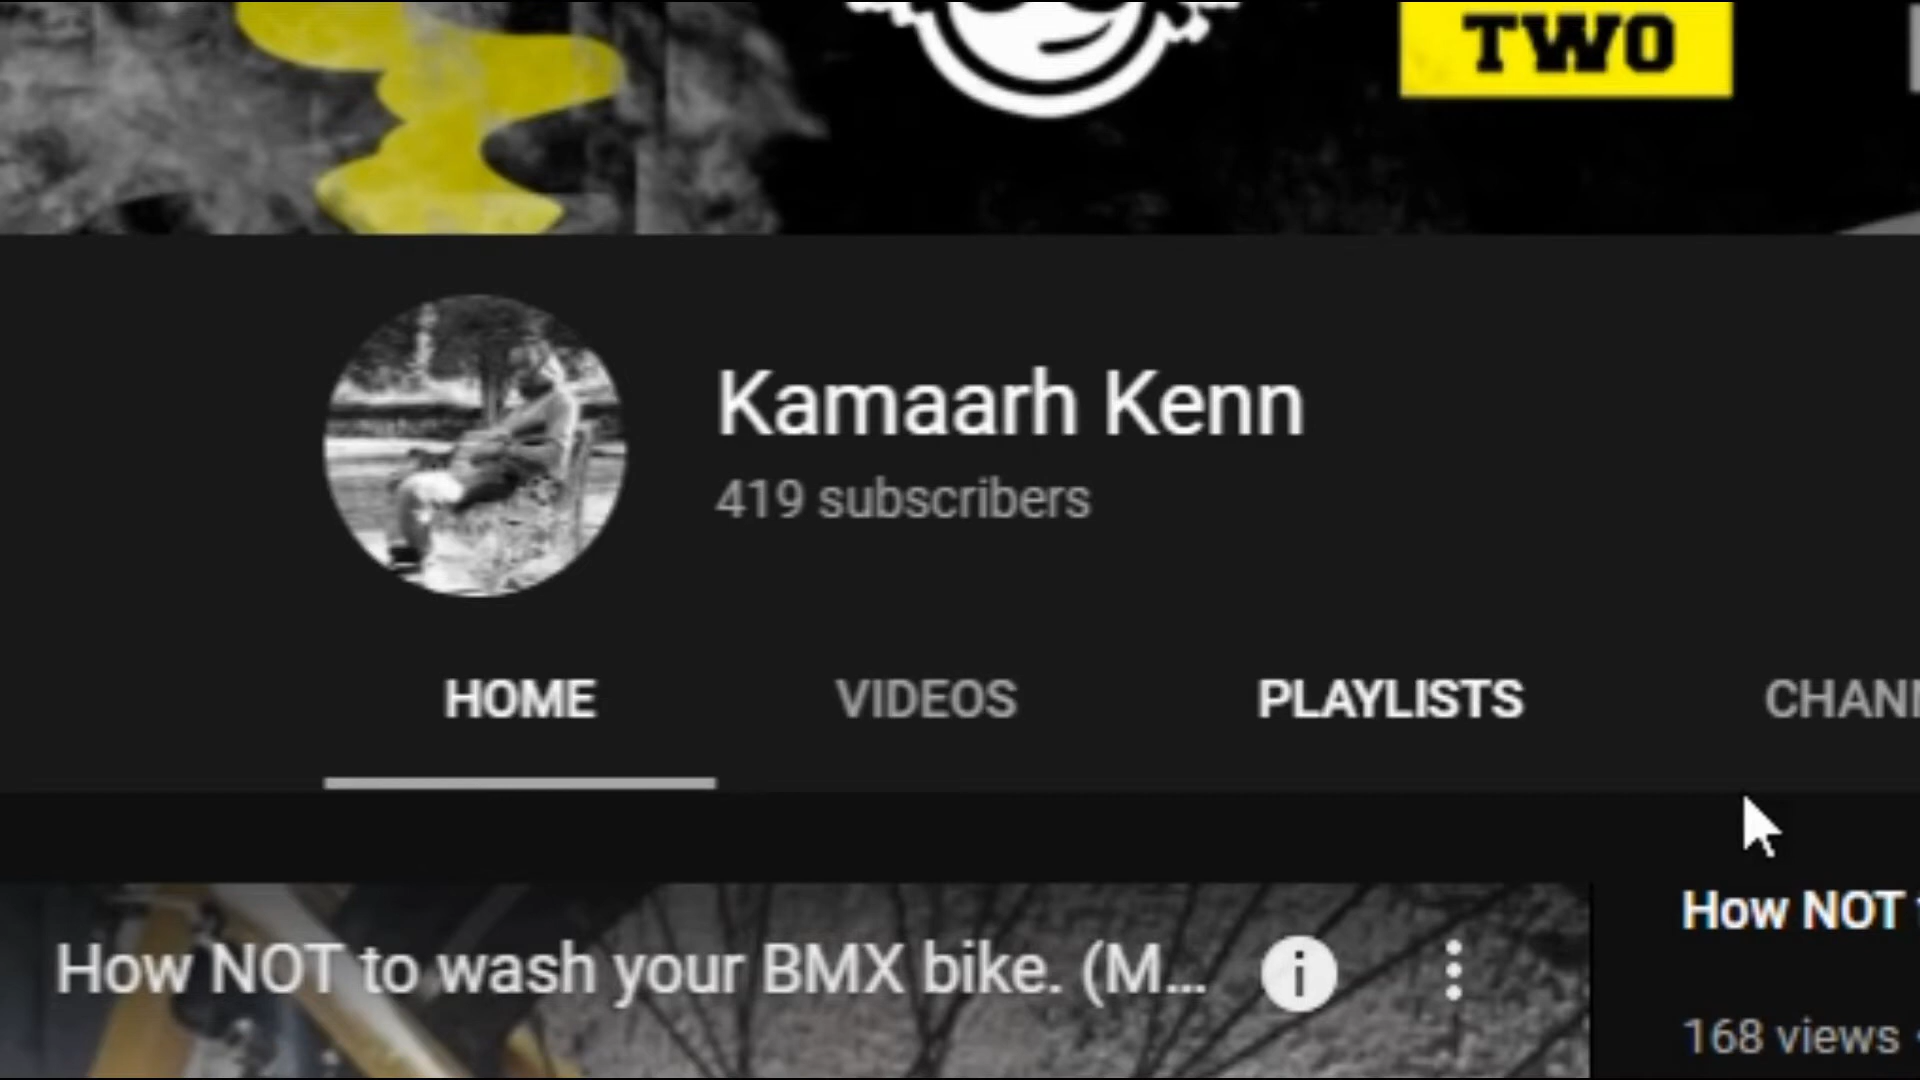 TWO
Kamaarh Kenn
419 subscribers
HOME VIDEOS PLAYLISTS CHANN
How NOT to wash your BMX bike. (M...
How NOT
168 views